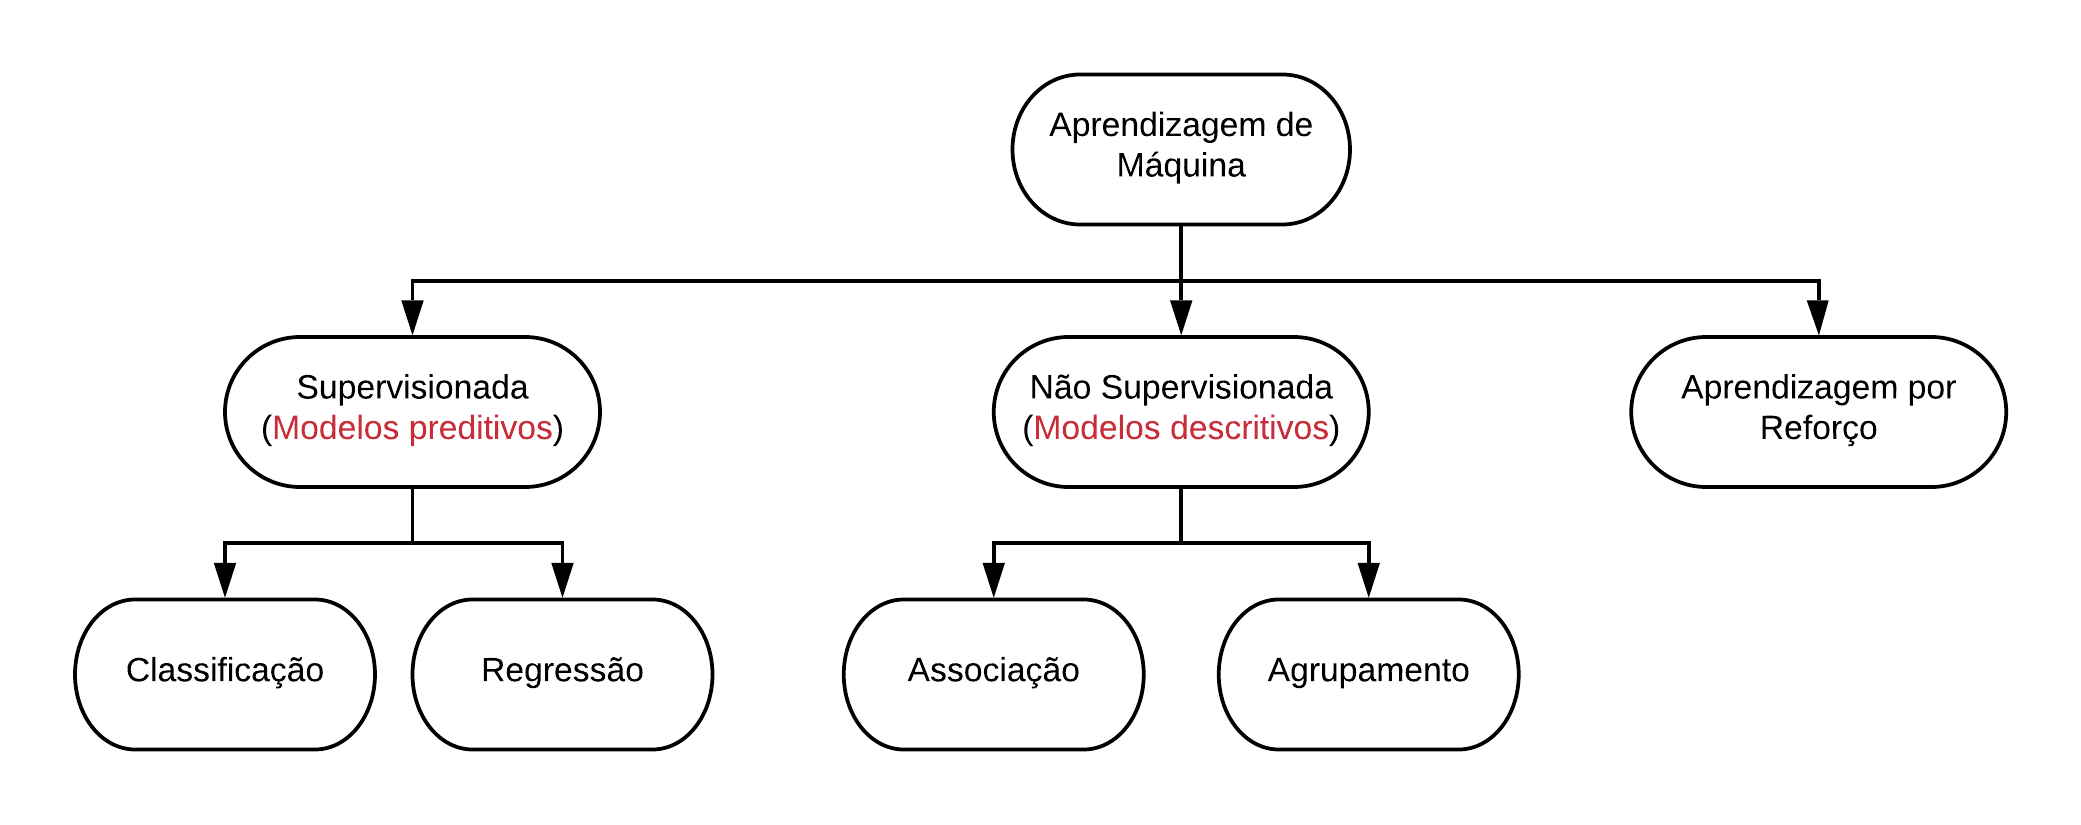 Aprendizagem de
Máquina
Supervisionada
(Modelos preditivos)
Não Supervisionada
(Modelos descritivos)
Aprendizagem por
Reforço
Classificação
Regressão
Associação
Agrupamento